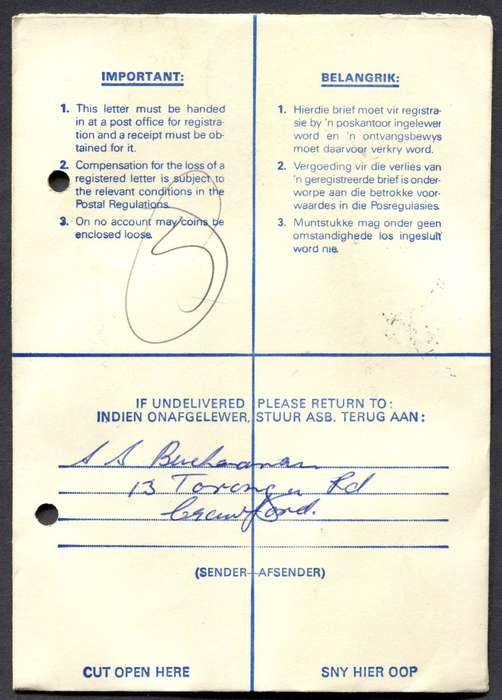 IMPORTANT:
1. This letter must be handed
in at a post office for registra-
tion and a receipt must be ob-
tained for it.
2. Compensation for the loss of a
registered letter is subject to
the relevant conditions in the
Postal Regulations.
3. On no account may coins be
enclosed loose.
BELANGRIK:
1. Hierdie brief moet vir registra-
sie by 'n poskantoor ingelewer
word en 'n ontvangsbewys
moet daarvoor verkry word.
2. Vergoeding vir die verlies van
'n geregistreerde brief is onder-
worpe aan die betrokke voor-
waardes in die Posregulasies.
3. Muntstukke mag onder geen
omstandighede los ingesluit
word nie.
IF UNDELIVERED PLEASE RETURN TO:
INDIEN ONAFGELEWER, STUUR ASB. TERUG AAN:
Buchannan
13 Rd
Crawford.
(SENDER—AFSENDER)
CUT OPEN HERE
SNY HIER OOP